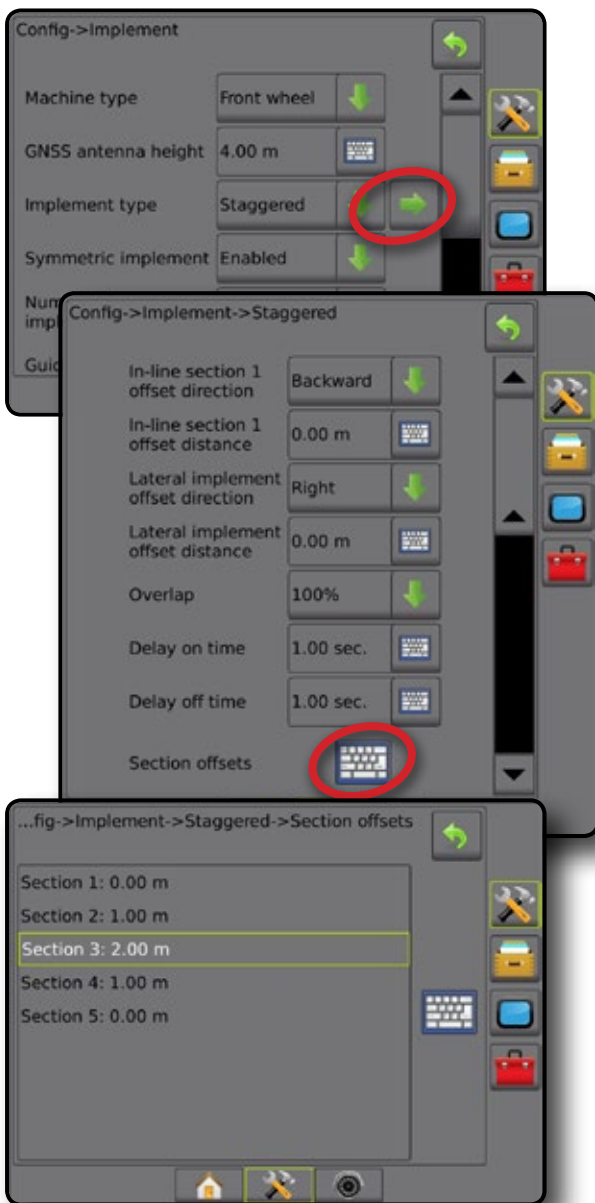 Config->Implement
Machine type Front wheel
GNSS antenna height 4.00 m
Implement type Staggered
Symmetric implement Enabled
Num
impl
Guid
Config->Implement->Staggered
In-line section 1
offset direction Backward
In-line section 1
offset distance 0.00 m
Lateral implement
offset direction Right
Lateral implement
offset distance 0.00 m
Overlap 100%
Delay on time 1.00 sec.
Delay off time 1.00 sec.
Section offsets
...fig->Implement->Staggered->Section offsets
Section 1: 0.00 m
Section 2: 1.00 m
Section 3: 2.00 m
Section 4: 1.00 m
Section 5: 0.00 m